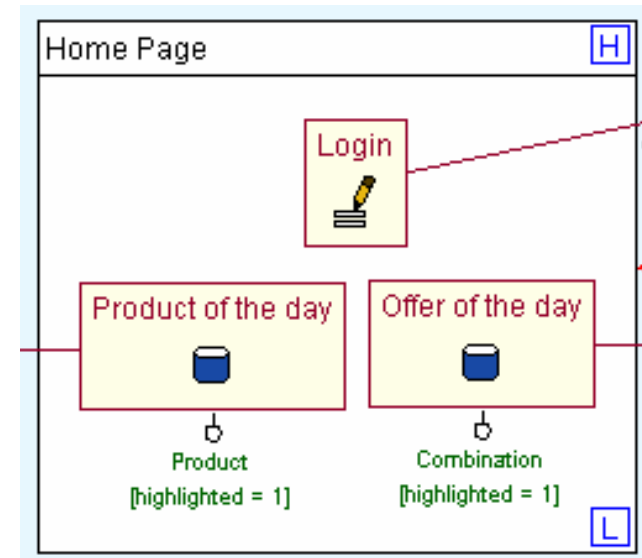 Home Page
H
Login
Product of the day
Offer of the day
Product
[highlighted = 1]
Combination
[highlighted = 1]
L